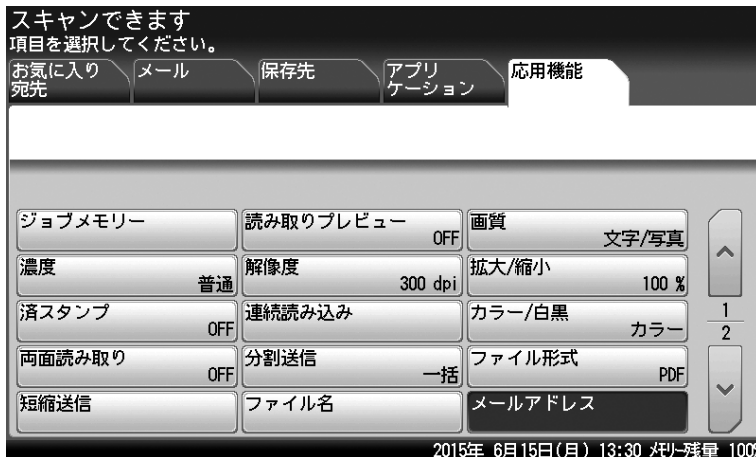 スキャンできます
項目を選択してください。
お気に入り
宛先
メール
保存先
アプリ
ケーション
応用機能
ジョブメモリー
読み取りプレビュー
OFF
画質
文字/写真
濃度
普通
解像度
300 dpi
拡大/縮小
100 %
済スタンプ
OFF
連続読み込み
カラー/白黒
カラー
1
2
両面読み取り
OFF
分割送信
一括
ファイル形式
PDF
短縮送信
ファイル名
メールアドレス
2015年 6月15日(月) 13:30 メモリー残量 100%